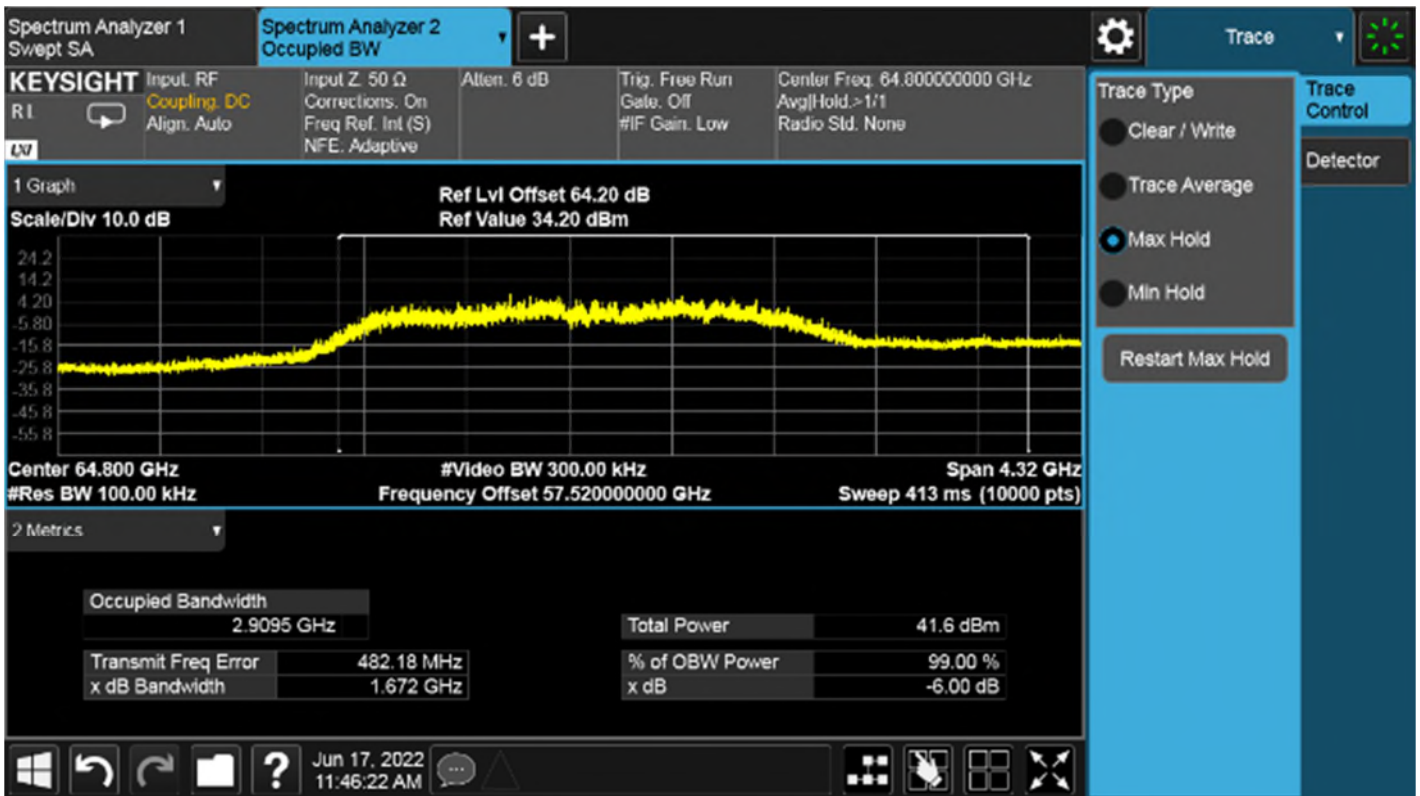 Spectrum Analyzer 1
Swept SA
Spectrum Analyzer 2
Occupied BW
Trace
KEYSIGHT
RL
LXI
Input. RF
Coupling. DC
Align. Auto
Input Z. 50 Ω
Corrections. On
Freq Ref. Int (S)
NFE: Adaptive
Atten. 6 dB
Trig. Free Run
Gate. Off
#IF Gain. Low
Center Freq. 64.800000000 GHz
Avg|Hold.>1/1
Radio Std. None
Trace Type
Clear / Write
Trace Average
Max Hold
Min Hold
Restart Max Hold
Trace
Control
Detector
1 Graph
Scale/Div 10.0 dB
Ref Lvl Offset 64.20 dB
Ref Value 34.20 dBm
24.2
14.2
4.20
-5.80
-15.8
-25.8
-35.8
-45.8
-55.8
Center 64.800 GHz
#Video BW 300.00 kHz
Span 4.32 GHz
#Res BW 100.00 kHz
Frequency Offset 57.520000000 GHz
Sweep 413 ms (10000 pts)
2 Metrics
Occupied Bandwidth
2.9095 GHz
Transmit Freq Error 482.18 MHz
x dB Bandwidth 1.672 GHz
Total Power 41.6 dBm
% of OBW Power 99.00 %
x dB -6.00 dB
?
Jun 17, 2022
11:46:22 AM